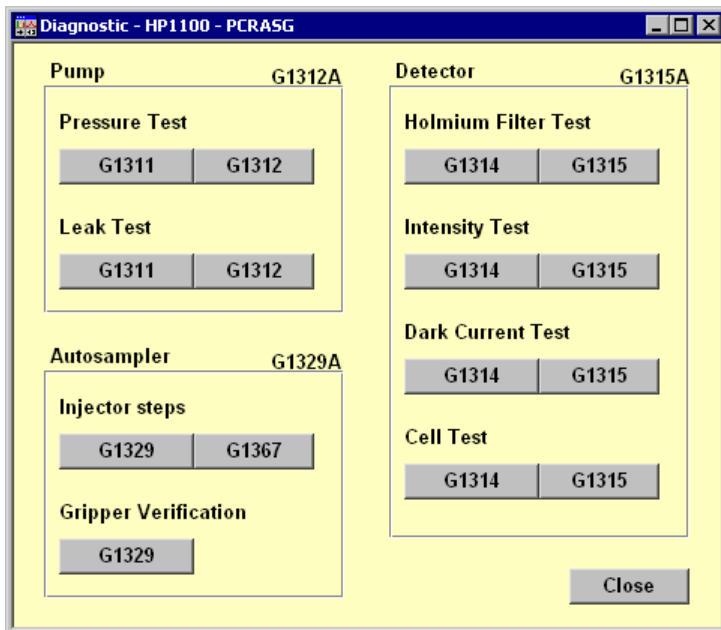 Diagnostic - HP1100 - PCRASG
Pump G1312A
Pressure Test
G1311 G1312
Leak Test
G1311 G1312
Autosampler G1329A
Injector steps
G1329 G1367
Gripper Verification
G1329
Detector G1315A
Holmium Filter Test
G1314 G1315
Intensity Test
G1314 G1315
Dark Current Test
G1314 G1315
Cell Test
G1314 G1315
Close